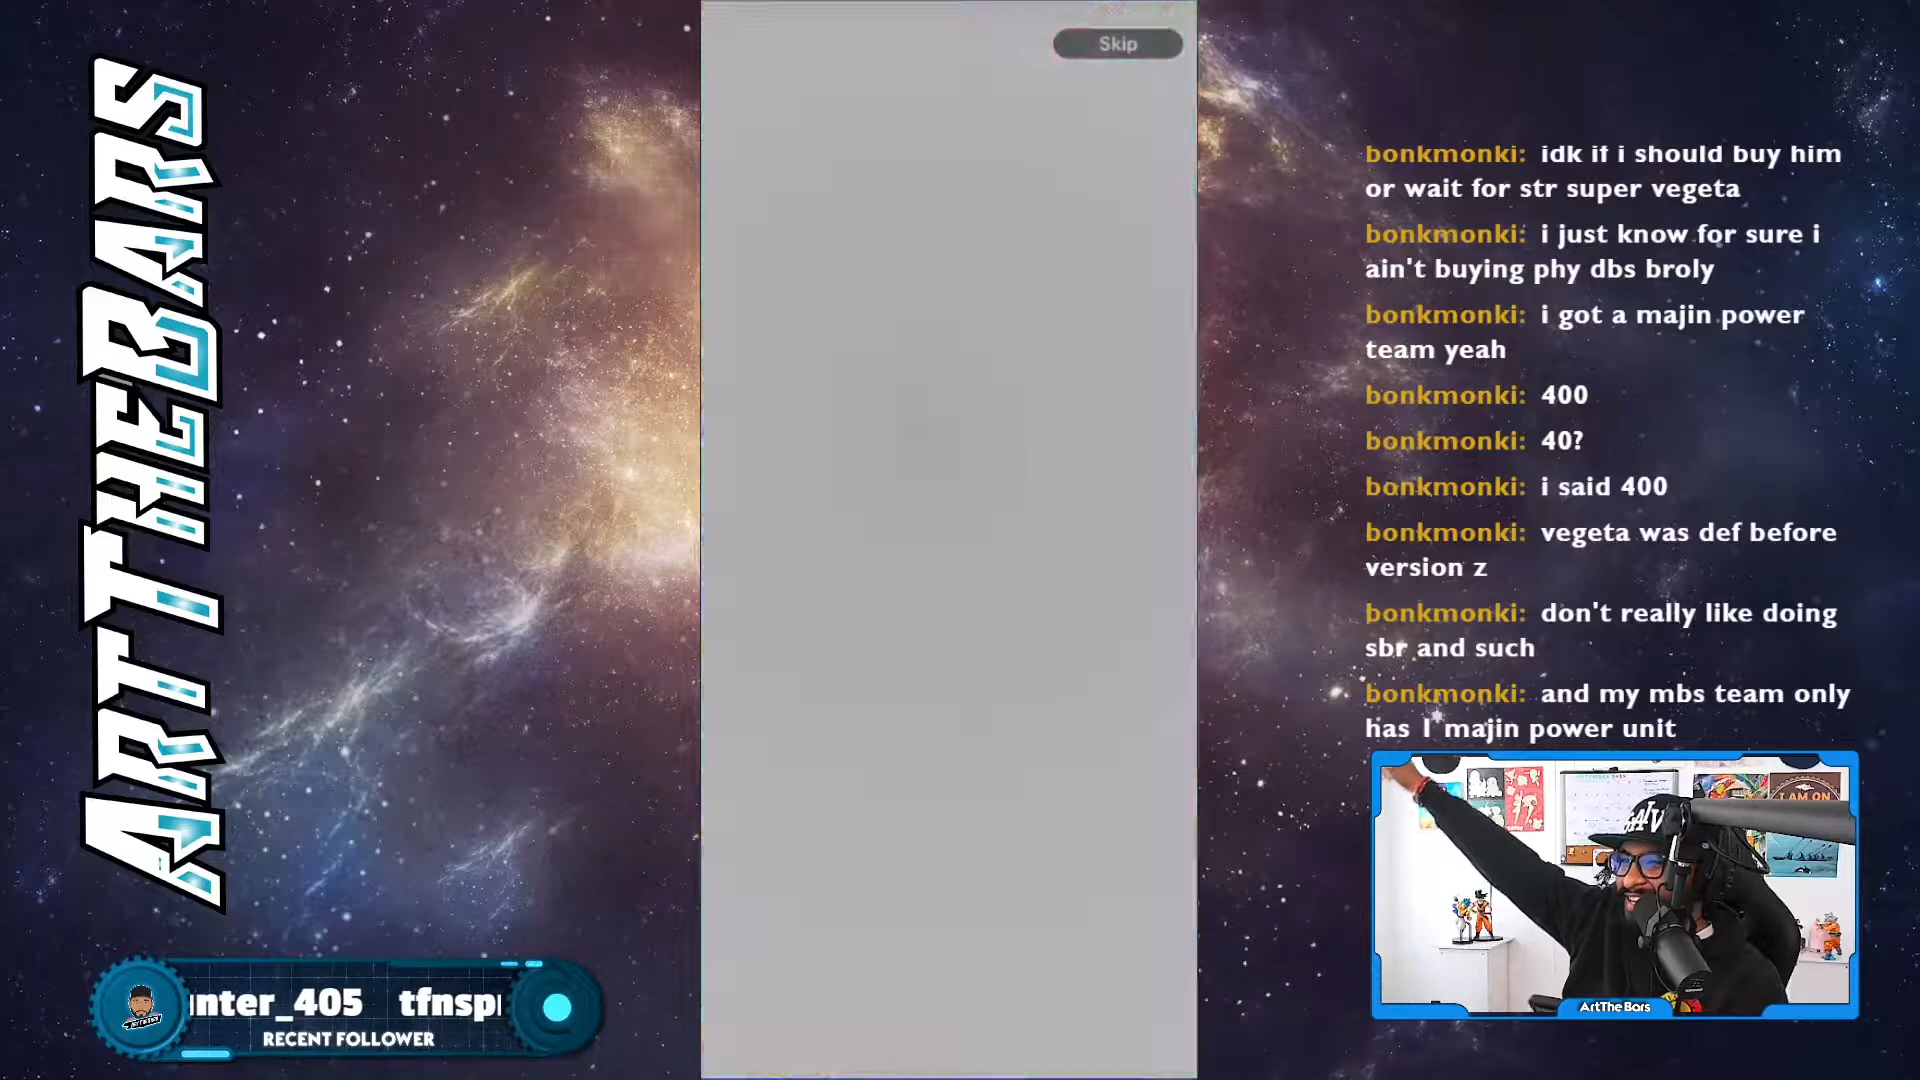 ARTTHEBARS
Skip
bonkmonki: idk if i should buy him
or wait for str super vegeta
bonkmonki: i just know for sure i
ain't buying phy dbs broly
bonkmonki: i got a majin power
team yeah
bonkmonki: 400
bonkmonki: 40?
bonkmonki: i said 400
bonkmonki: vegeta was def before
version z
bonkmonki: don't really like doing
sbr and such
bonkmonki: and my mbs team only
has 1 majin power unit
I AM ON
ArtTheBars
nter_405 tfnsp
RECENT FOLLOWER